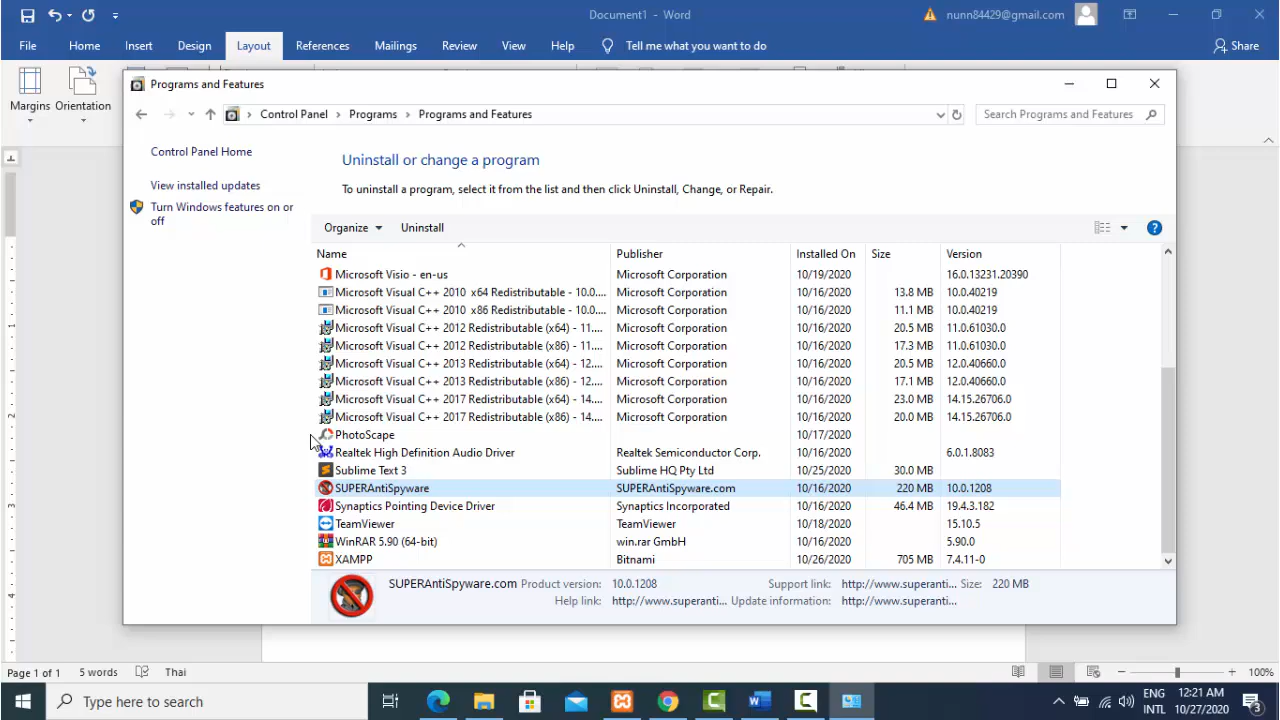 Document1 - Word
nunn84429@gmail.com
File Home Insert Design Layout References Mailings Review View Help Tell me what you want to do Share
Margins Orientation
Programs and Features
Control Panel Programs Programs and Features Search Programs and Features
Control Panel Home
View installed updates
Turn Windows features on or
off
Uninstall or change a program
To uninstall a program, select it from the list and then click Uninstall, Change, or Repair.
Organize Uninstall
Name Publisher Installed On Size Version
Microsoft Visio - en-us Microsoft Corporation 10/19/2020 16.0.13231.20390
Microsoft Visual C++ 2010 x64 Redistributable - 10.0.... Microsoft Corporation 10/16/2020 13.8 MB 10.0.40219
Microsoft Visual C++ 2010 x86 Redistributable - 10.0.... Microsoft Corporation 10/16/2020 11.1 MB 10.0.40219
Microsoft Visual C++ 2012 Redistributable (x64) - 11.... Microsoft Corporation 10/16/2020 20.5 MB 11.0.61030.0
Microsoft Visual C++ 2012 Redistributable (x86) - 11.... Microsoft Corporation 10/16/2020 17.3 MB 11.0.61030.0
Microsoft Visual C++ 2013 Redistributable (x64) - 12.... Microsoft Corporation 10/16/2020 20.5 MB 12.0.40660.0
Microsoft Visual C++ 2013 Redistributable (x86) - 12.... Microsoft Corporation 10/16/2020 17.1 MB 12.0.40660.0
Microsoft Visual C++ 2017 Redistributable (x64) - 14.... Microsoft Corporation 10/16/2020 23.0 MB 14.15.26706.0
Microsoft Visual C++ 2017 Redistributable (x86) - 14.... Microsoft Corporation 10/16/2020 20.0 MB 14.15.26706.0
PhotoScape 10/17/2020
Realtek High Definition Audio Driver Realtek Semiconductor Corp. 10/16/2020 6.0.1.8083
Sublime Text 3 Sublime HQ Pty Ltd 10/25/2020 30.0 MB
SUPERAntiSpyware SUPERAntiSpyware.com 10/16/2020 220 MB 10.0.1208
Synaptics Pointing Device Driver Synaptics Incorporated 10/16/2020 46.4 MB 19.4.3.182
TeamViewer TeamViewer 10/18/2020 15.10.5
WinRAR 5.90 (64-bit) win.rar GmbH 10/16/2020 5.90.0
XAMPP Bitnami 10/26/2020 705 MB 7.4.11-0
SUPERAntiSpyware.com Product version: 10.0.1208 Support link: http://www.superanti... Size: 220 MB
Help link: http://www.superanti... Update information: http://www.superanti...
Page 1 of 1 5 words Thai 100%
Type here to search
ENG 12:21 AM
INTL 10/27/2020 3